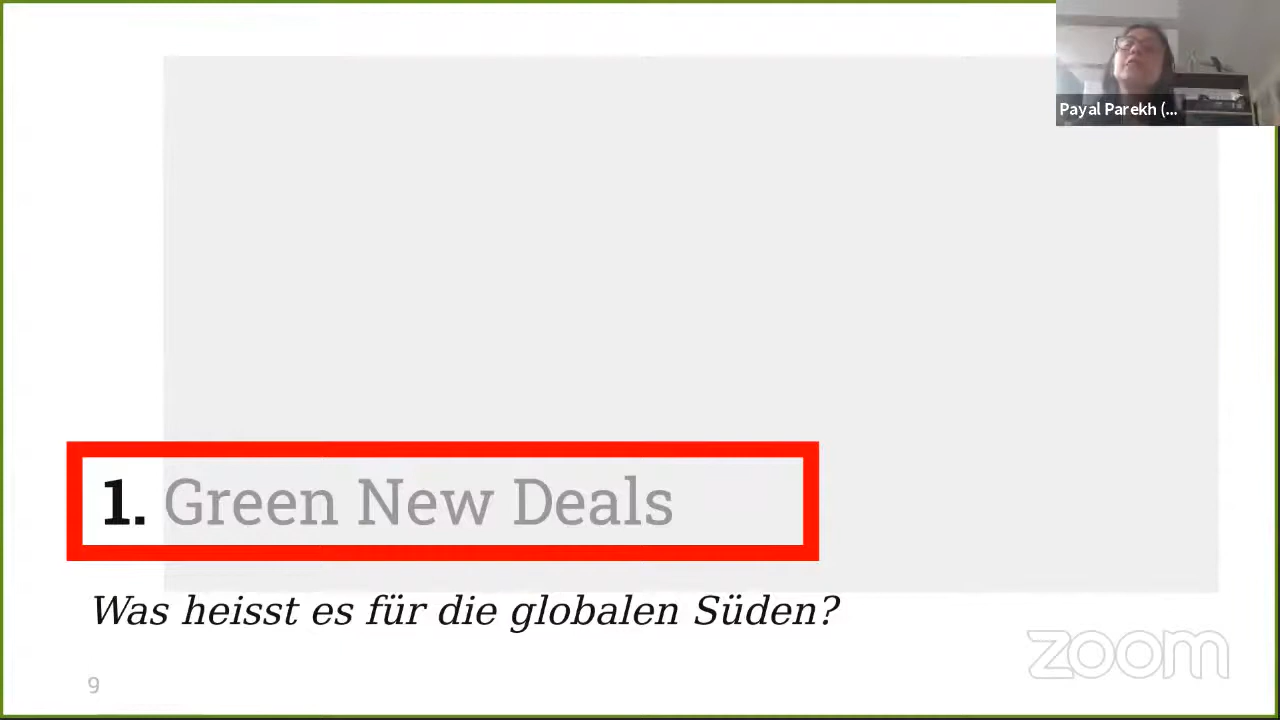 Payal Parekh (...
1. Green New Deals
Was heisst es für die globalen Süden?
9
zoom